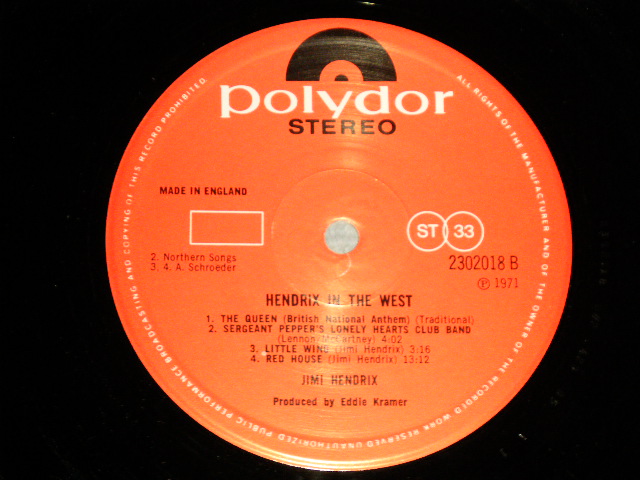 polydor
STEREO
MADE IN ENGLAND
ST 33
2. Northern Songs
3. 4. A. Schroeder
2302018 B
Ⓟ 1971
HENDRIX IN THE WEST
1. THE QUEEN (British National Anthem) (Traditional)
2. SERGEANT PEPPER'S LONELY HEARTS CLUB BAND
(Lennon/McCartney) 4:02
3. LITTLE WING (Jimi Hendrix) 3:16
4. RED HOUSE (Jimi Hendrix) 13:12
JIMI HENDRIX
Produced by Eddie Kramer
ALL RIGHTS OF THE MANUFACTURER AND OF THE OWNER OF THE RECORDED WORK RESERVED UNAUTHORIZED PUBLIC PERFORMANCE BROADCASTING AND COPYING OF THIS RECORD PROHIBITED.